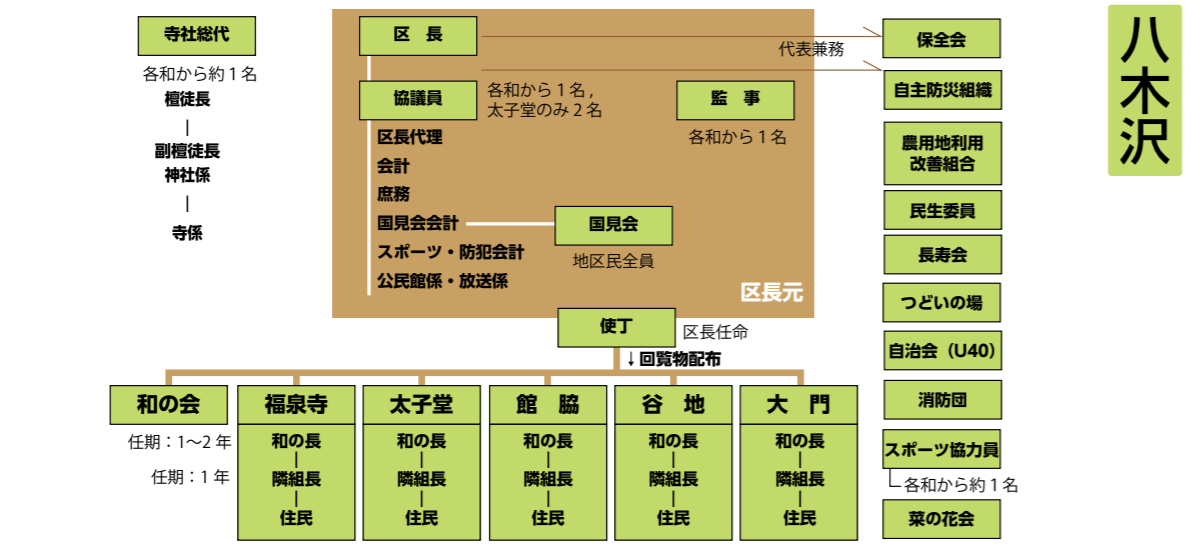 八木沢
寺社総代
各和から約1名
檀徒長
副檀徒長
神社係
寺係
区　長
代表兼務
協議員
各和から1名，
太子堂のみ2名
監　事
各和から1名
区長代理
会計
庶務
国見会会計
国見会
地区民全員
スポーツ・防犯会計
公民館係・放送係
区長元
使丁
区長任命
↓回覧物配布
和の会
任期：1～2年
任期：1年
福泉寺
和の長
隣組長
住民
太子堂
和の長
隣組長
住民
館　脇
和の長
隣組長
住民
谷　地
和の長
隣組長
住民
大　門
和の長
隣組長
住民
保全会
自主防災組織
農用地利用
改善組合
民生委員
長寿会
つどいの場
自治会（U40）
消防団
スポーツ協力員
各和から約1名
菜の花会